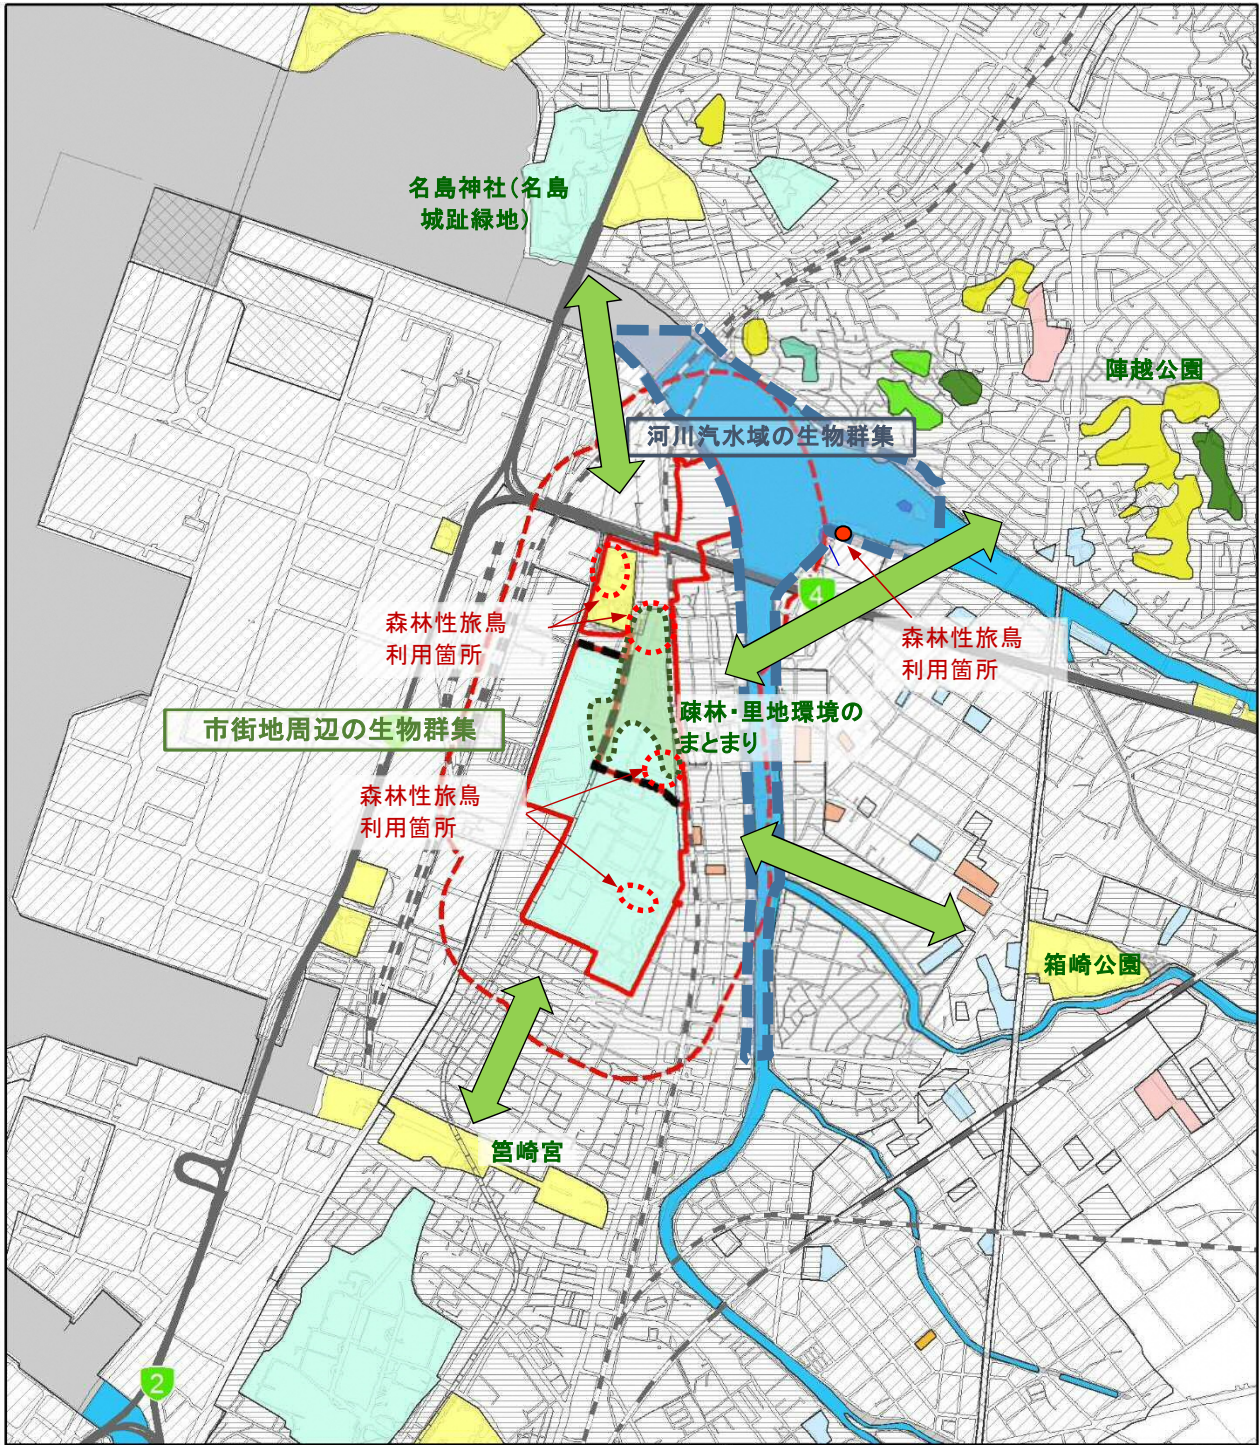 名島神社(名島
城趾緑地)
陣越公園
河川汽水域の生物群集
4
森林性旅鳥
利用箇所
森林性旅鳥
利用箇所
疎林・里地環境の
まとまり
市街地周辺の生物群集
森林性旅鳥
利用箇所
箱崎公園
筥崎宮
2